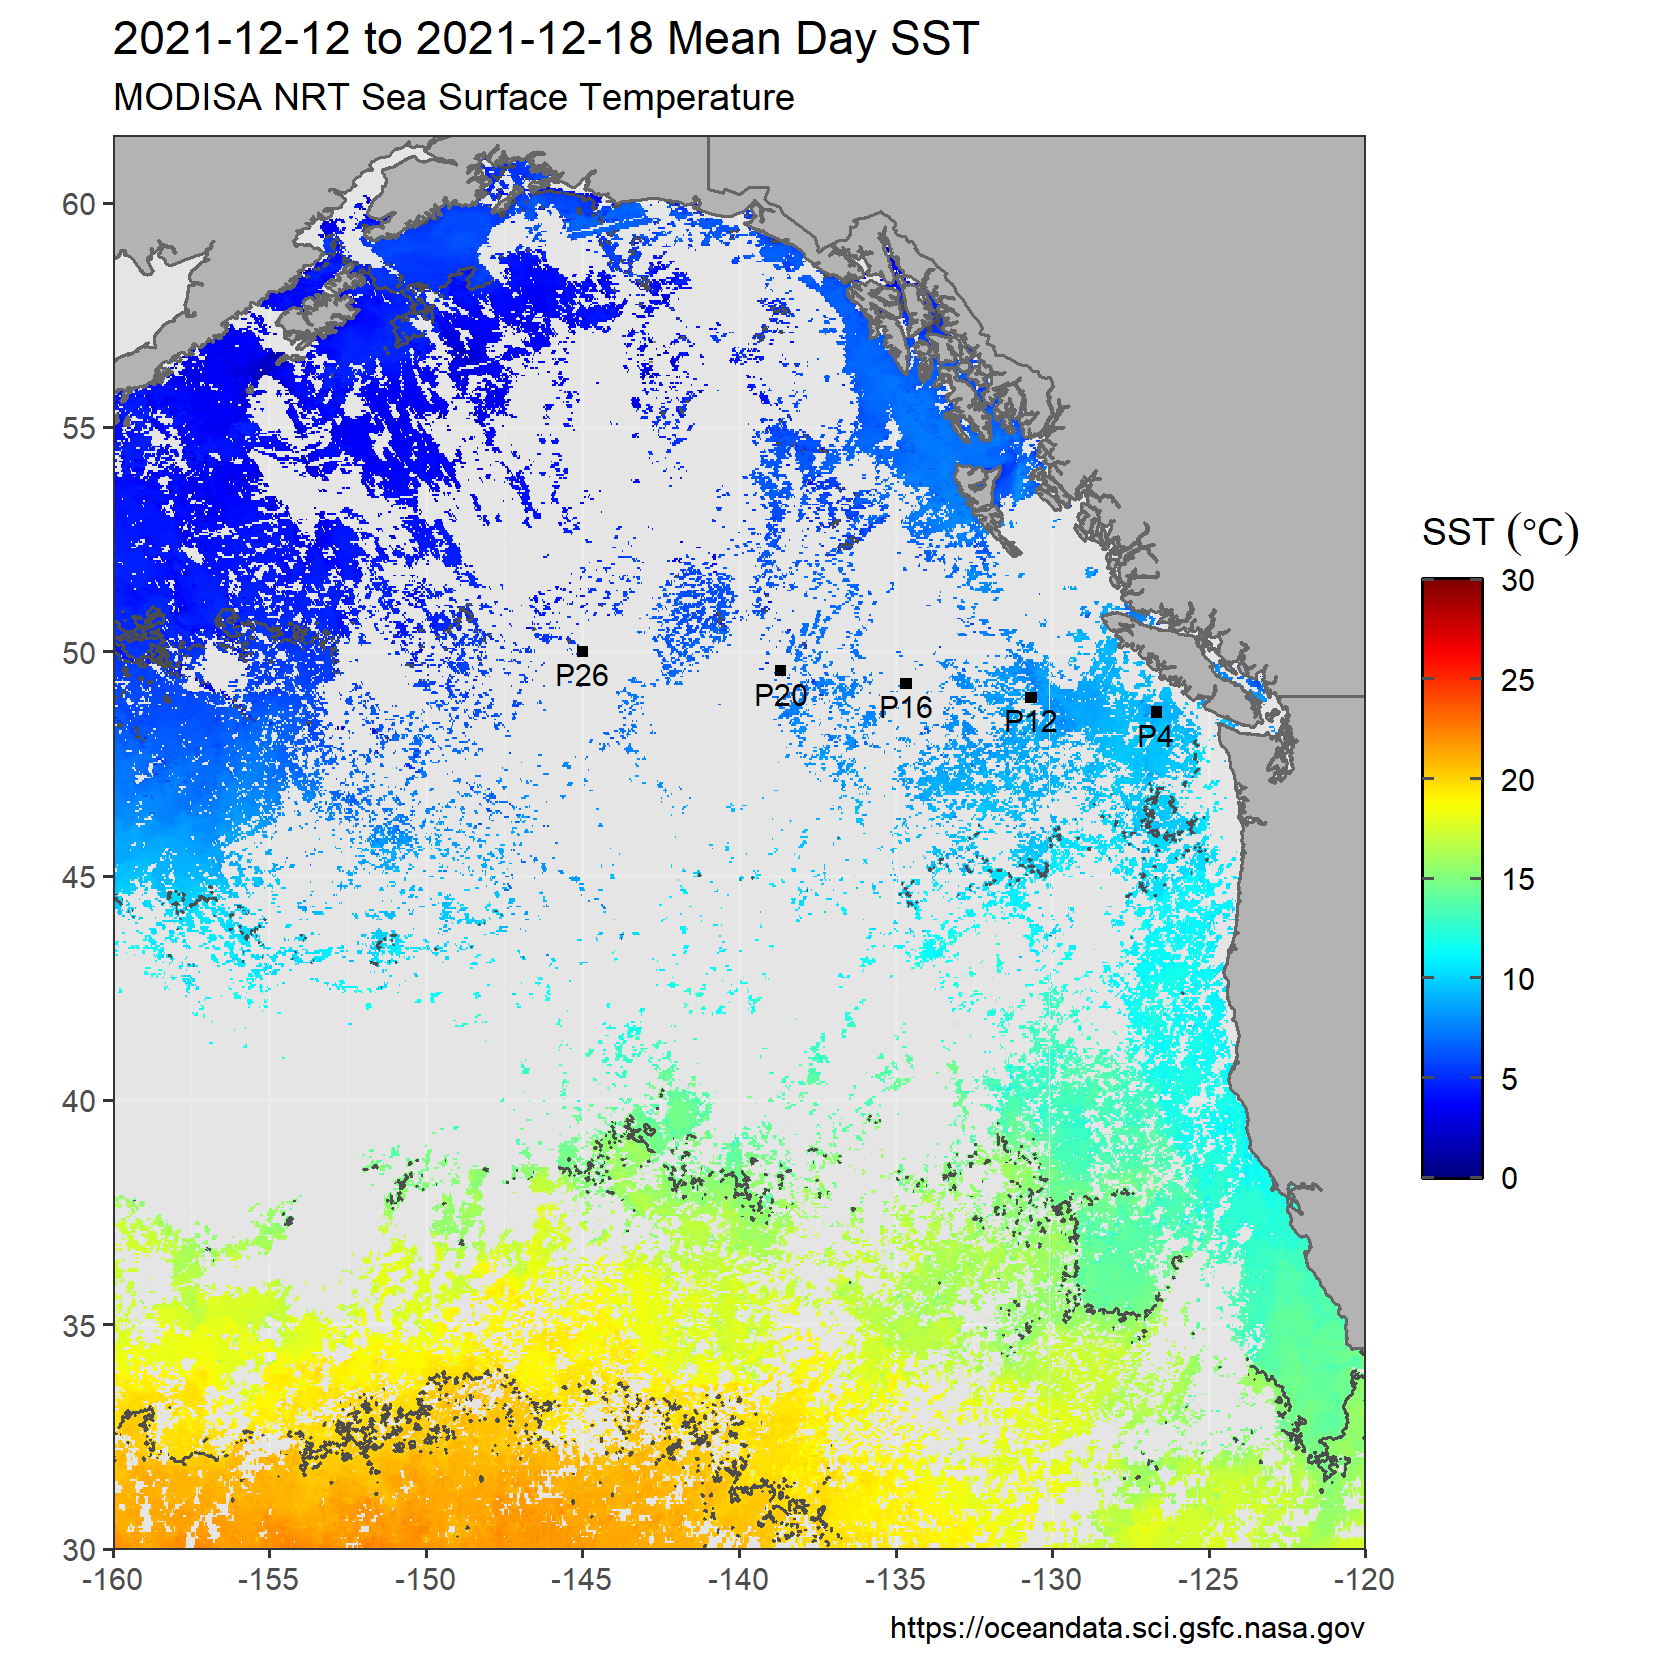 2021-12-12 to 2021-12-18 Mean Day SST
MODISA NRT Sea Surface Temperature
60
55
50
45
40
35
30
P26
P20
P16
P12
P4
-160
-155
-150
-145
-140
-135
-130
-125
-120
SST (°C)
30
25
20
15
10
5
0
https://oceandata.sci.gsfc.nasa.gov